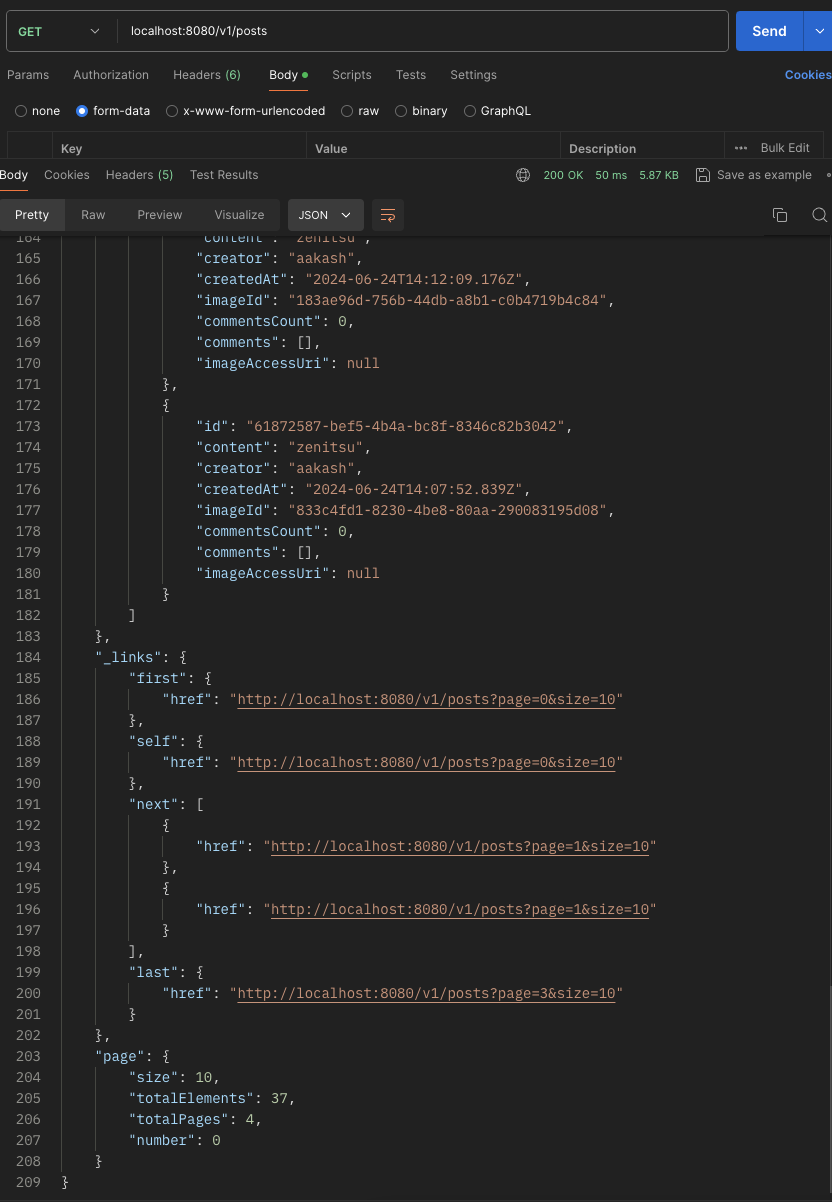 GET localhost:8080/v1/posts Send
Params Authorization Headers (6) Body Scripts Tests Settings Cookies
none form-data x-www-form-urlencoded raw binary GraphQL
Key Value Description ••• Bulk Edit
Body Cookies Headers (5) Test Results 200 OK 50 ms 5.87 KB Save as example
Pretty Raw Preview Visualize JSON
164 "content": "zenitsu",
165 "creator": "aakash",
166 "createdAt": "2024-06-24T14:12:09.176Z",
167 "imageId": "183ae96d-756b-44db-a8b1-c0b4719b4c84",
168 "commentsCount": 0,
169 "comments": [],
170 "imageAccessUri": null
171 },
172 {
173 "id": "61872587-bef5-4b4a-bc8f-8346c82b3042",
174 "content": "zenitsu",
175 "creator": "aakash",
176 "createdAt": "2024-06-24T14:07:52.839Z",
177 "imageId": "833c4fd1-8230-4be8-80aa-290083195d08",
178 "commentsCount": 0,
179 "comments": [],
180 "imageAccessUri": null
181 }
182 ]
183 },
184 "_links": {
185 "first": {
186 "href": "http://localhost:8080/v1/posts?page=0&size=10"
187 },
188 "self": {
189 "href": "http://localhost:8080/v1/posts?page=0&size=10"
190 },
191 "next": [
192 {
193 "href": "http://localhost:8080/v1/posts?page=1&size=10"
194 },
195 {
196 "href": "http://localhost:8080/v1/posts?page=1&size=10"
197 }
198 ],
199 "last": {
200 "href": "http://localhost:8080/v1/posts?page=3&size=10"
201 }
202 },
203 "page": {
204 "size": 10,
205 "totalElements": 37,
206 "totalPages": 4,
207 "number": 0
208 }
209 }